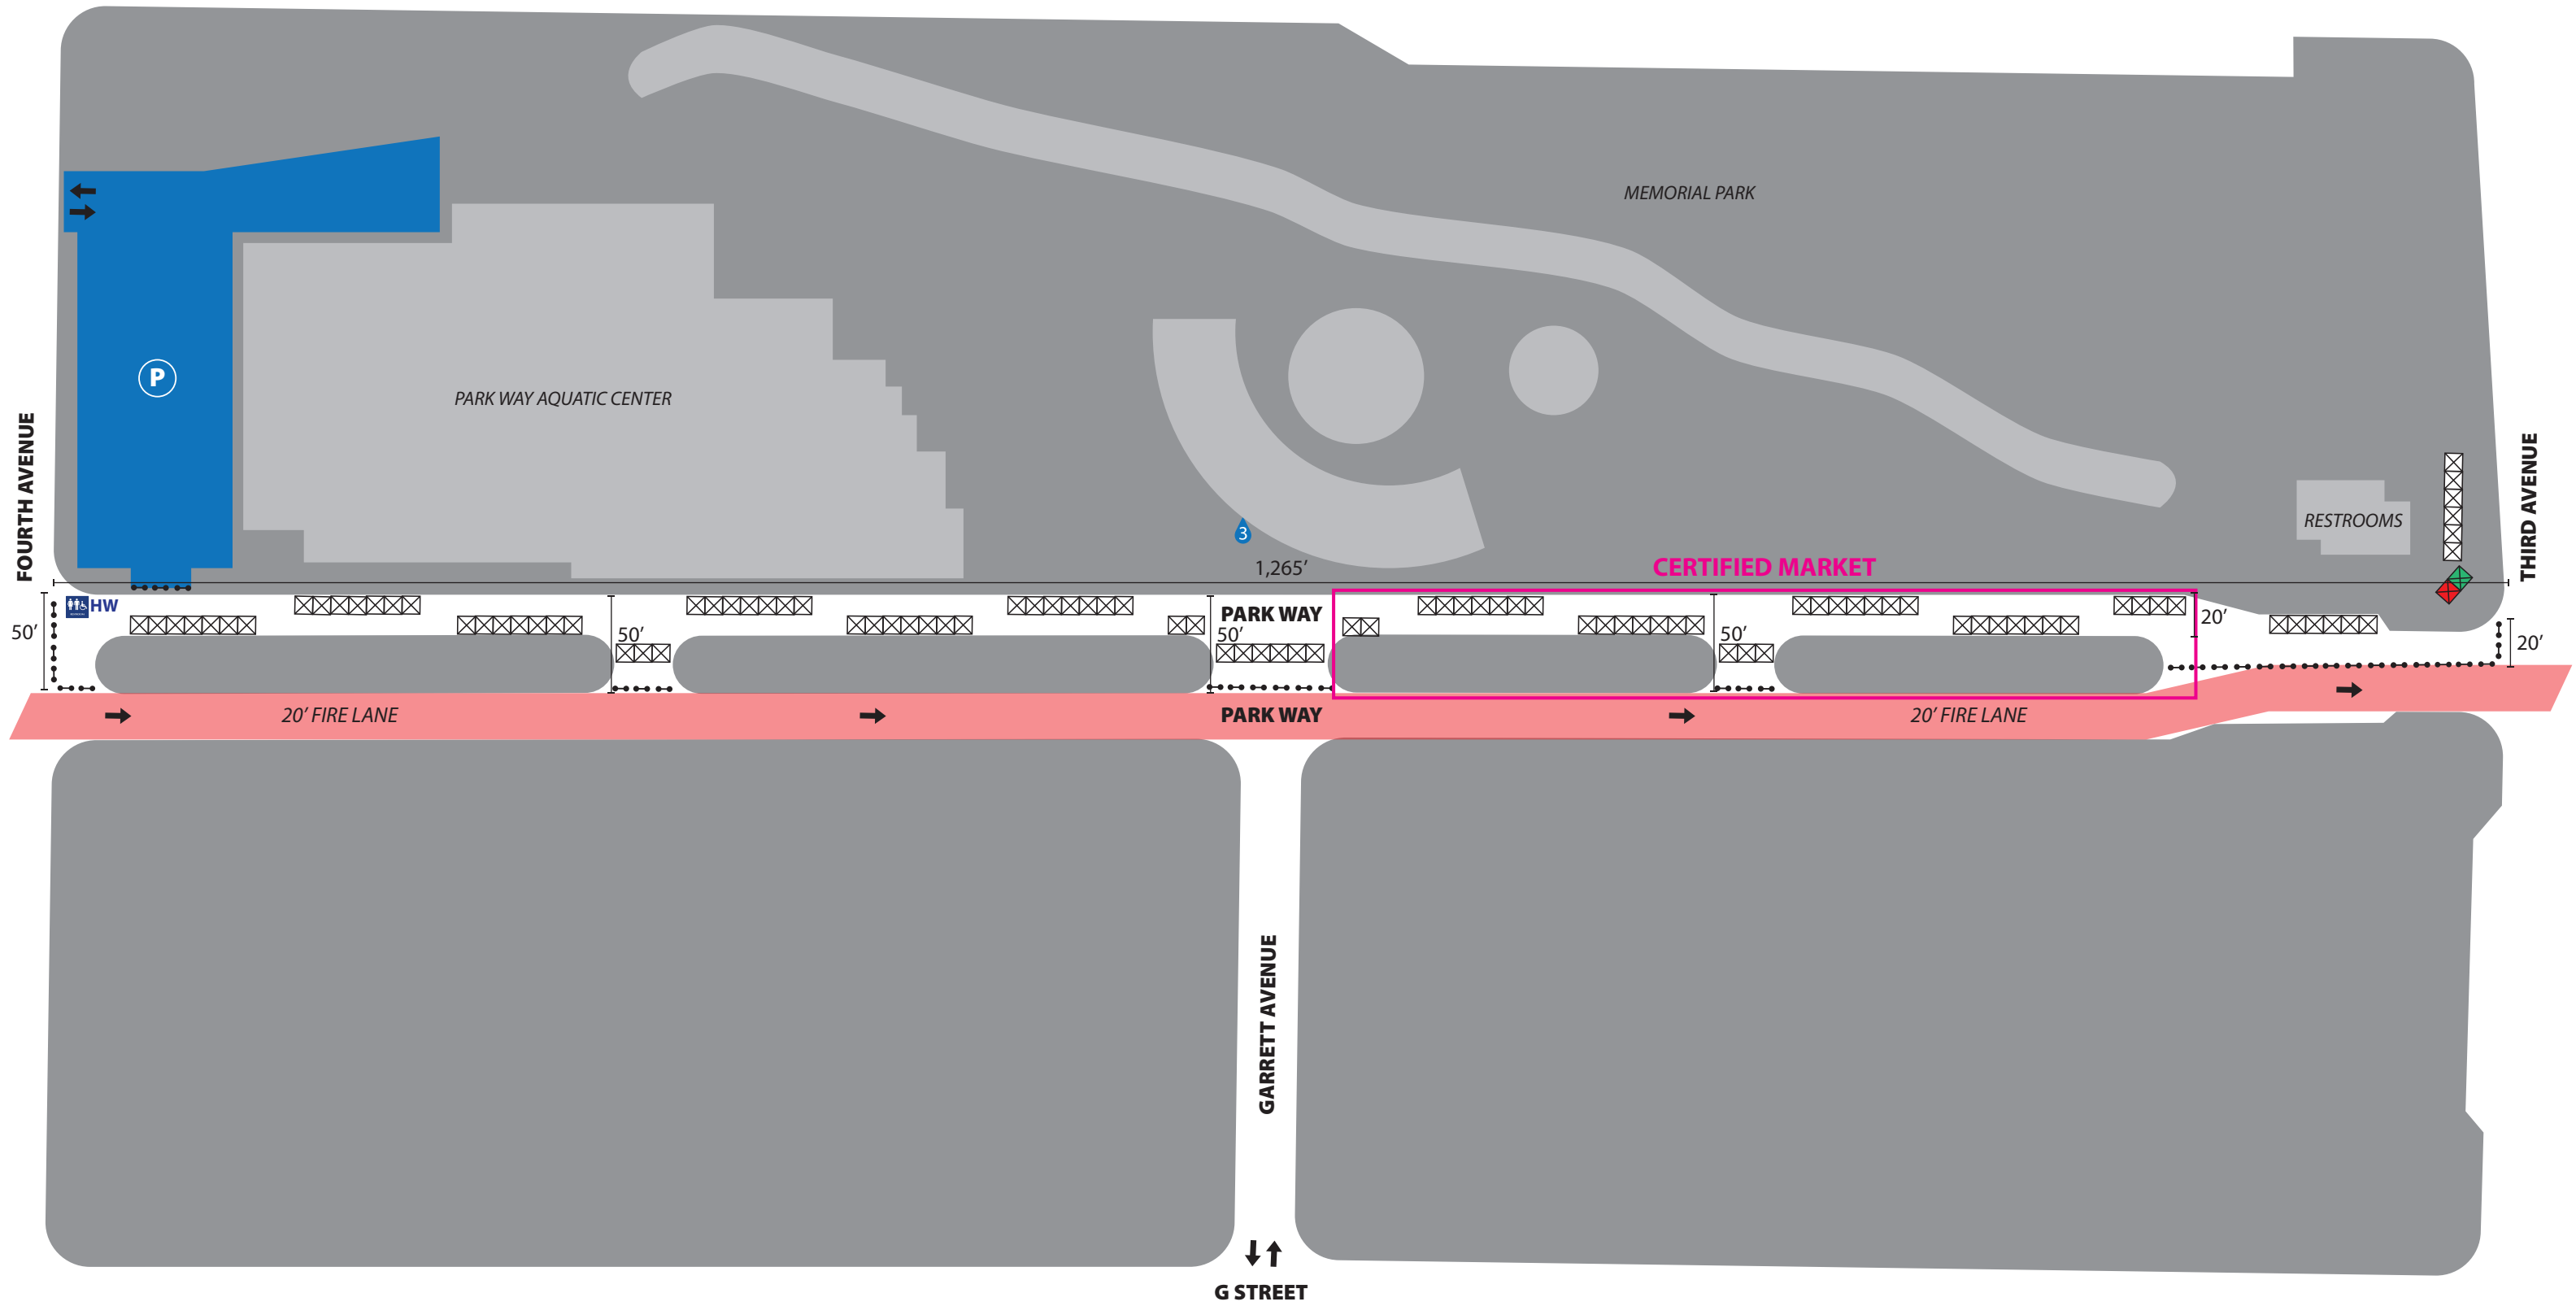 MEMORIAL PARK
P
PARK WAY AQUATIC CENTER
FOURTH AVENUE
THIRD AVENUE
RESTROOMS
3
1,265’
CERTIFIED MARKET
HW
50’
50’
PARK WAY
50’
50’
20’
20’
20’ FIRE LANE
PARK WAY
20’ FIRE LANE
GARRETT AVENUE
G STREET